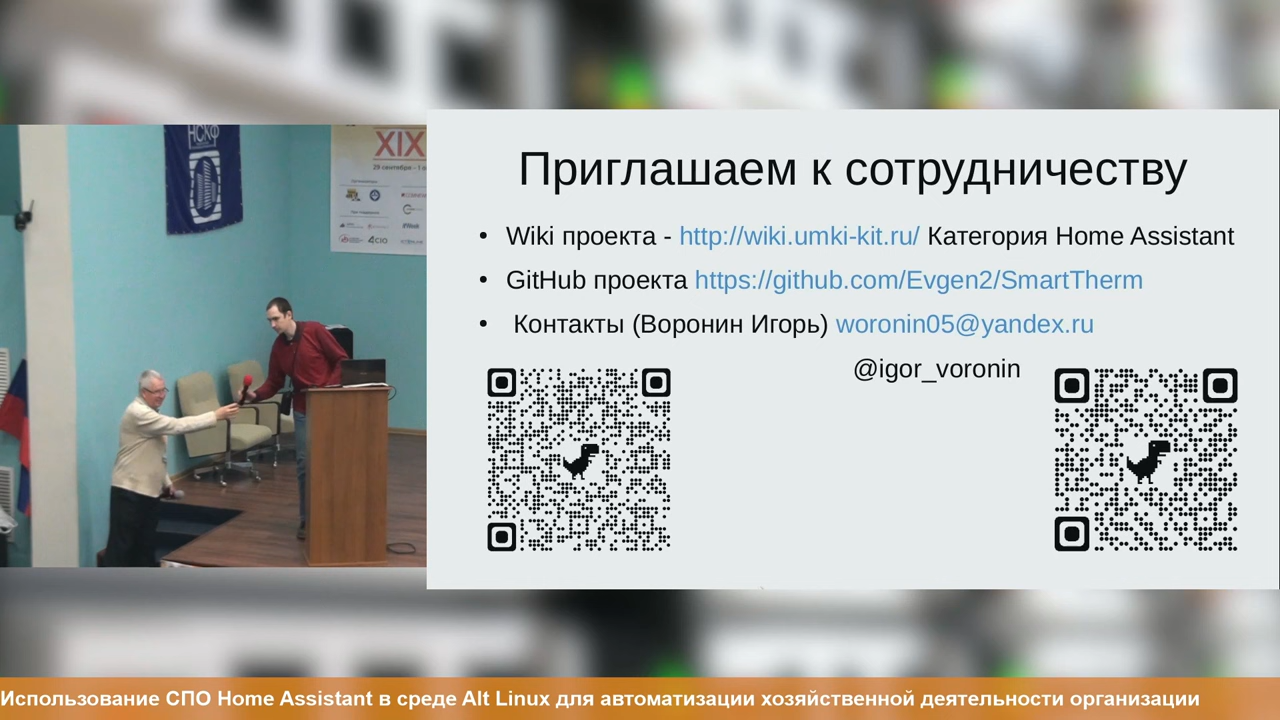 НСКФ
XIX
Приглашаем к сотрудничеству
• Wiki проекта - http://wiki.umki-kit.ru/ Категория Home Assistant
• GitHub проекта https://github.com/Evgen2/SmartTherm
• Контакты (Воронин Игорь) woronin05@yandex.ru
@igor_voronin
Использование СПО Home Assistant в среде Alt Linux для автоматизации хозяйственной деятельности организации